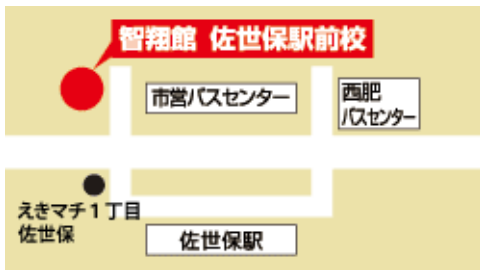 智翔館 佐世保駅前校
市営バスセンター
西肥
バスセンター
えきマチ1丁目
佐世保
佐世保駅